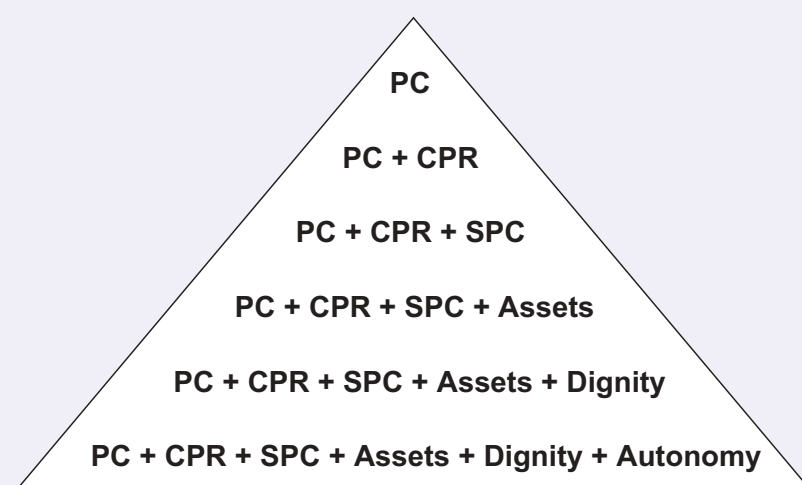 PC
PC + CPR
PC + CPR + SPC
PC + CPR + SPC + Assets
PC + CPR + SPC + Assets + Dignity
PC + CPR + SPC + Assets + Dignity + Autonomy